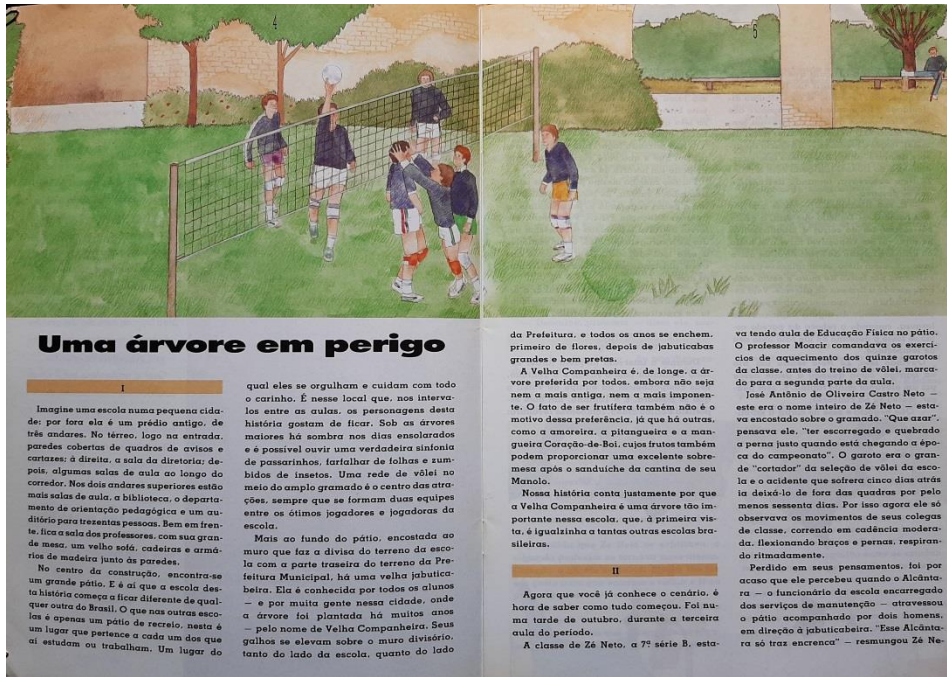 4
5
Uma árvore em perigo
I
Imagine uma escola numa pequena cida-
de: por fora ela é um prédio antigo, de
três andares. No térreo, logo na entrada,
paredes cobertas de quadros de avisos e
cartazes; à direita, a sala da diretoria; de-
pois, algumas salas de aula ao longo do
corredor. Nos dois andares superiores estão
mais salas de aula, a biblioteca, o departa-
mento de orientação pedagógica e um au-
ditório para trezentas pessoas. Bem em fren-
te, fica a sala dos professores, com sua gran-
de mesa, um velho sofá, cadeiras e armá-
rios de madeira junto às paredes.
No centro da construção, encontra-se
um grande pátio. E é aí que a escola des-
ta história começa a ficar diferente de qual-
quer outra do Brasil. O que nas outras esco-
las é apenas um pátio de recreio, nesta é
um lugar que pertence a cada um dos que
aí estudam ou trabalham. Um lugar do
qual eles se orgulham e cuidam com todo
o carinho. É nesse local que, nos interva-
los entre as aulas, os personagens desta
história gostam de ficar. Sob as árvores
maiores há sombra nos dias ensolarados
e é possível ouvir uma verdadeira sinfonia
de passarinhos, farfalhar de folhas e zum-
bidos de insetos. Uma rede de vôlei no
meio do amplo gramado é o centro das atra-
ções, sempre que se formam duas equipes
entre os ótimos jogadores e jogadoras da
escola.
Mais ao fundo do pátio, encostada ao
muro que faz a divisa do terreno da esco-
la com a parte traseira do terreno da Pre-
feitura Municipal, há uma velha jabutica-
beira. Ela é conhecida por todos os alunos
— e por muita gente nessa cidade, onde
a árvore foi plantada há muitos anos
— pelo nome de Velha Companheira. Seus
galhos se elevam sobre o muro divisório,
tanto do lado da escola, quanto do lado
da Prefeitura, e todos os anos se enchem,
primeiro de flores, depois de jabuticabas
grandes e bem pretas.
A Velha Companheira é, de longe, a ár-
vore preferida por todos, embora não seja
nem a mais antiga, nem a mais imponen-
te. O fato de ser frutífera também não é o
motivo dessa preferência, já que há outras,
como a amoreira, a pitangueira e a man-
gueira Coração-de-Boi, cujos frutos também
podem proporcionar uma excelente sobre-
mesa após o sanduíche da cantina de seu
Manolo.
Nossa história conta justamente por que
a Velha Companheira é uma árvore tão im-
portante nessa escola, que, à primeira vis-
ta, é igualzinha a tantas outras escolas bra-
sileiras.
II
Agora que você já conhece o cenário, é
hora de saber como tudo começou. Foi nu-
ma tarde de outubro, durante a terceira
aula do período.
A classe de Zé Neto, a 7ª série B, esta-
va tendo aula de Educação Física no pátio.
O professor Moacir comandava os exercí-
cios de aquecimento dos quinze garotos
da classe, antes do treino de vôlei, marca-
do para a segunda parte da aula.
José Antônio de Oliveira Castro Neto —
este era o nome inteiro de Zé Neto — esta-
va encostado sobre o gramado. "Que azar",
pensava ele, "ter escorregado e quebrado
a perna justo quando está chegando a épo-
ca do campeonato". O garoto era o gran-
de "cortador" da seleção de vôlei da esco-
la e o acidente que sofrera cinco dias atrás
ia deixá-lo de fora das quadras por pelo
menos sessenta dias. Por isso agora ele só
observava os movimentos de seus colegas
de classe, correndo em cadência modera-
da, flexionando braços e pernas, respiran-
do ritmadamente.
Perdido em seus pensamentos, foi por
acaso que ele percebeu quando o Alcânta-
ra — o funcionário da escola encarregado
dos serviços de manutenção — atravessou
o pátio acompanhado por dois homens,
em direção à jabuticabeira. "Esse Alcânta-
ra só traz encrenca" — resmungou Zé Ne-